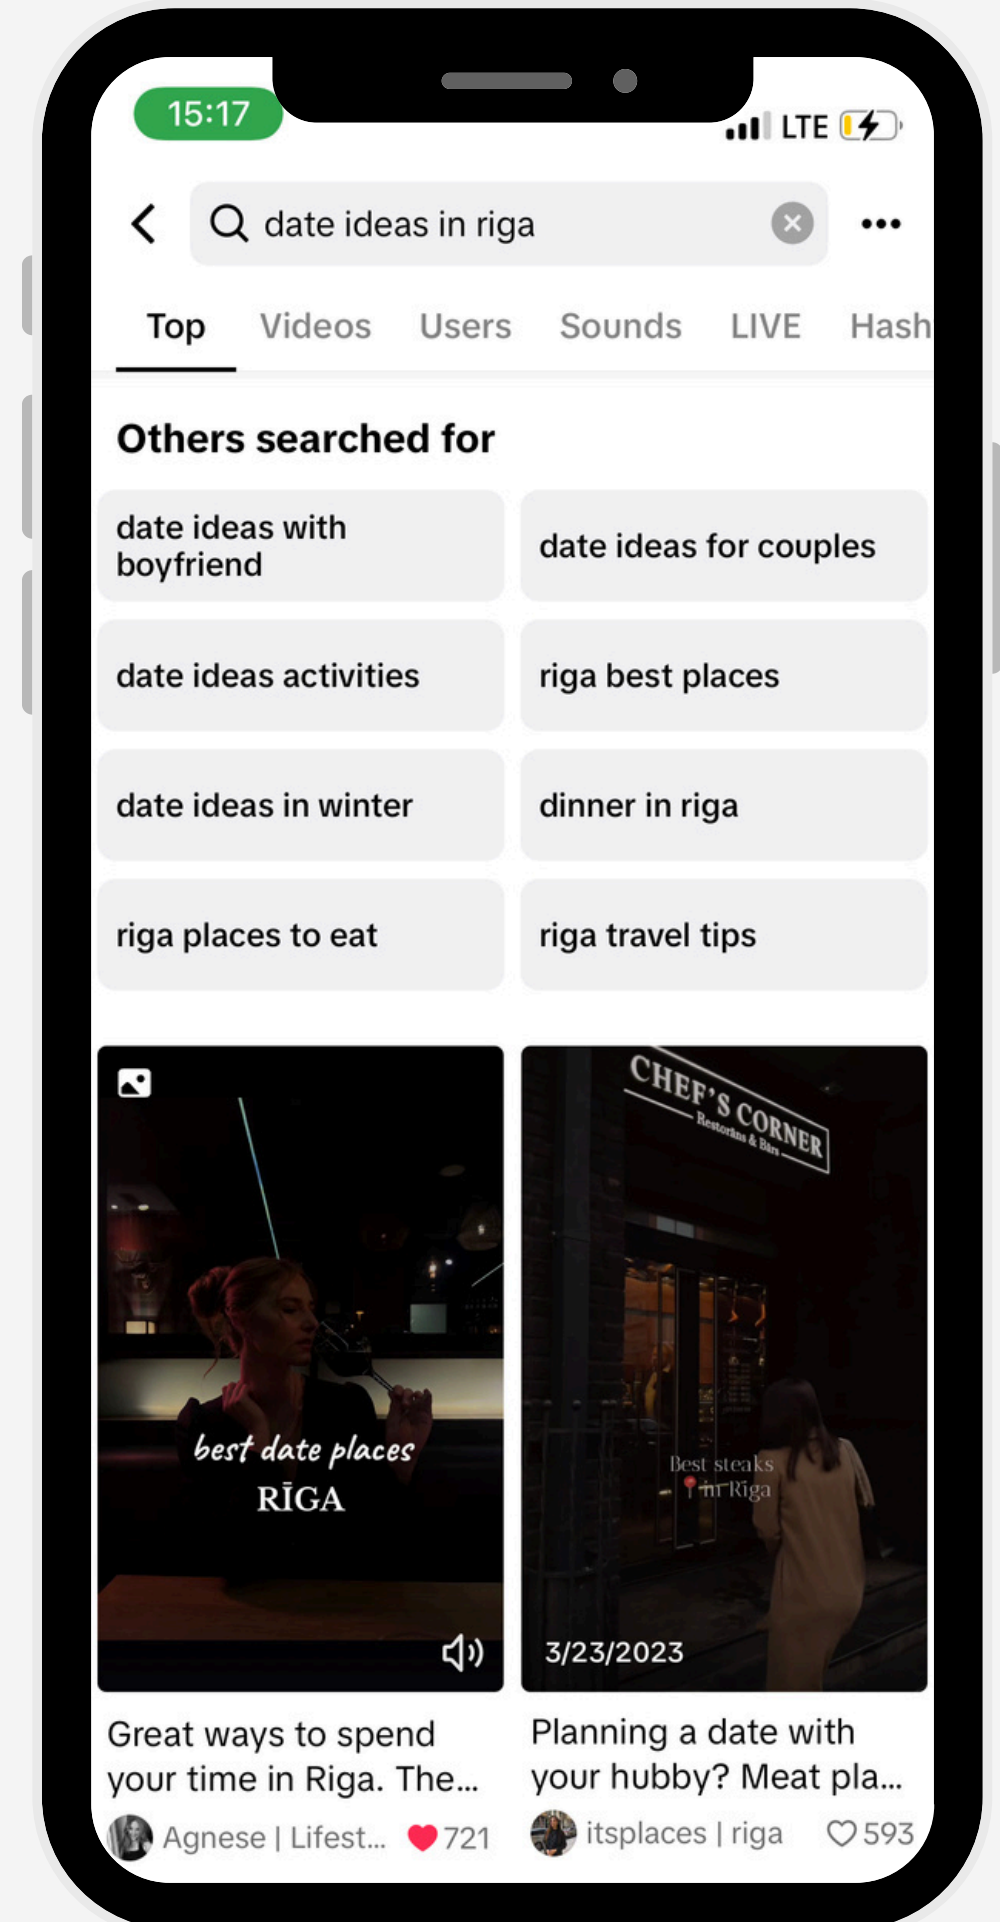 15:17
LTE
date ideas in riga
Top Videos Users Sounds LIVE Hash
Others searched for
date ideas with
boyfriend
date ideas for couples
date ideas activities
riga best places
date ideas in winter
dinner in riga
riga places to eat
riga travel tips
best date places
RĪGA
CHEF'S CORNER
Restorāns & Bārs
Best steaks
📍in Rīga
3/23/2023
Great ways to spend
your time in Riga. The...
Agnese | Lifest... 721
Planning a date with
your hubby? Meat pla...
itsplaces | riga 593